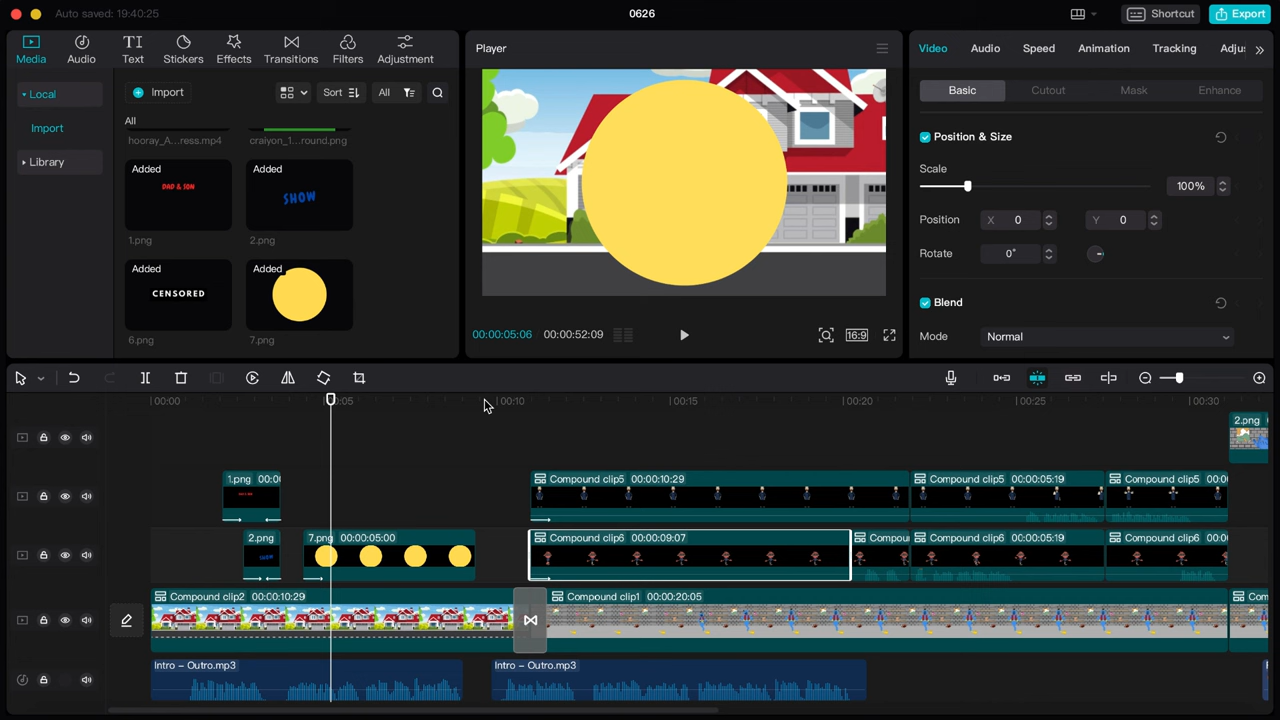 Auto saved: 19:40:25
0626
Shortcut
Export
Media
Audio
Text
Stickers
Effects
Transitions
Filters
Adjustment
Local
Import
Library
Import
Sort
All
All
hooray_A...ress.mp4
craiyon_1...round.png
Added
DAD & SON
1.png
Added
SHOW
2.png
Added
CENSORED
6.png
Added
7.png
Player
00:00:05:06
00:00:52:09
16:9
Video
Audio
Speed
Animation
Tracking
Basic
Cutout
Mask
Enhance
Position & Size
Scale
100%
Position
X 0
Y 0
Rotate
0°
Blend
Mode
Normal
00:00
00:10
00:15
00:20
00:25
00:30
2.png
1.png
Compound clip5 00:00:10:29
Compound clip5 00:00:05:19
Compound clip5
2.png
7.png 00:00:05:00
Compound clip6 00:00:09:07
Compound clip6 00:00:05:19
Compound clip6
Compound clip2 00:00:10:29
Compound clip1 00:00:20:05
Intro – Outro.mp3
Intro – Outro.mp3